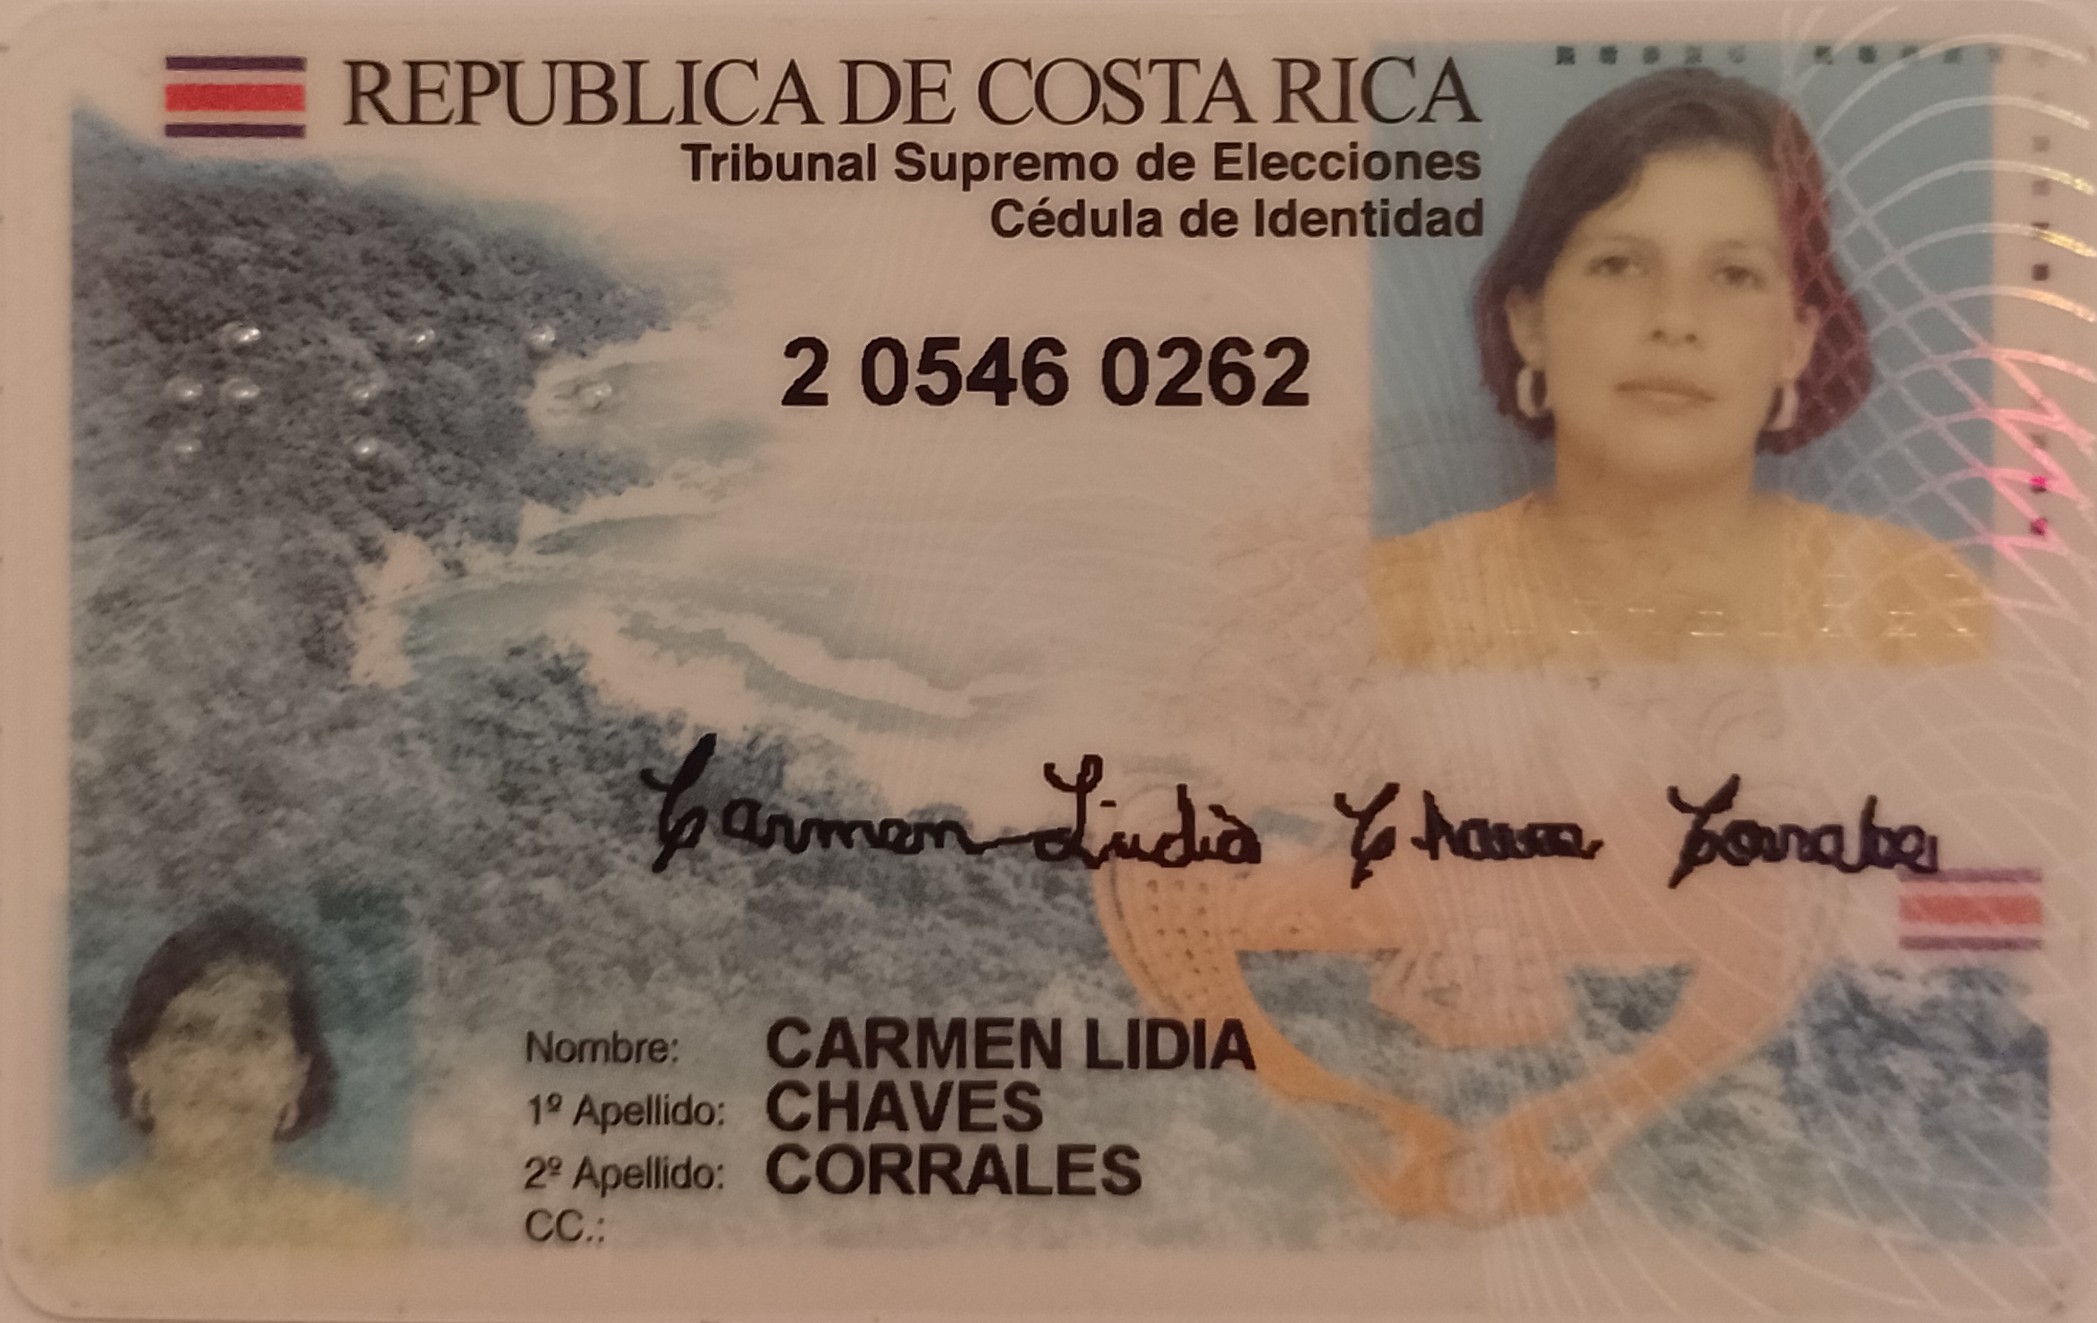 REPUBLICA DE COSTA RICA
Tribunal Supremo de Elecciones
Cédula de Identidad
2 0546 0262
Carmen Lidia Chaves Corrales
Nombre: CARMEN LIDIA
1º Apellido: CHAVES
2º Apellido: CORRALES
CC.: